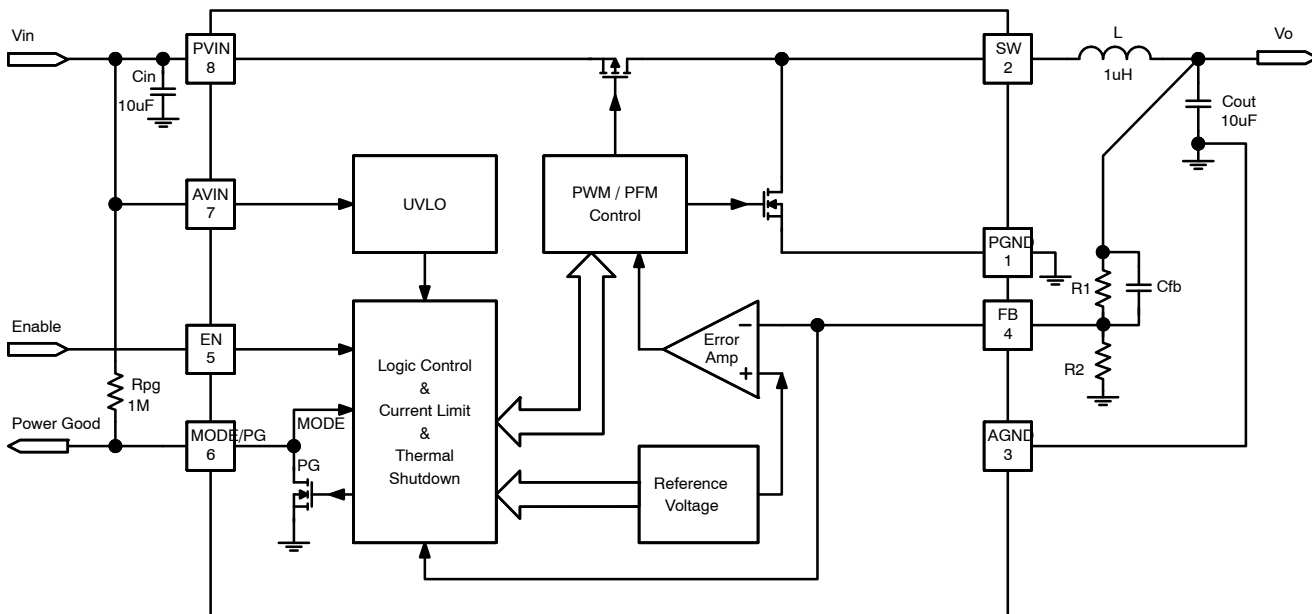 Vin
PVIN
8
Cin
10uF
SW
2
L
1uH
Vo
Cout
10uF
AVIN
7
UVLO
PWM / PFM
Control
PGND
1
R1
Cfb
Enable
EN
5
FB
4
Error
Amp
−
+
R2
Rpg
1M
Logic Control
&
Current Limit
&
Thermal
Shutdown
Power Good
MODE/PG
6
MODE
PG
Reference
Voltage
AGND
3